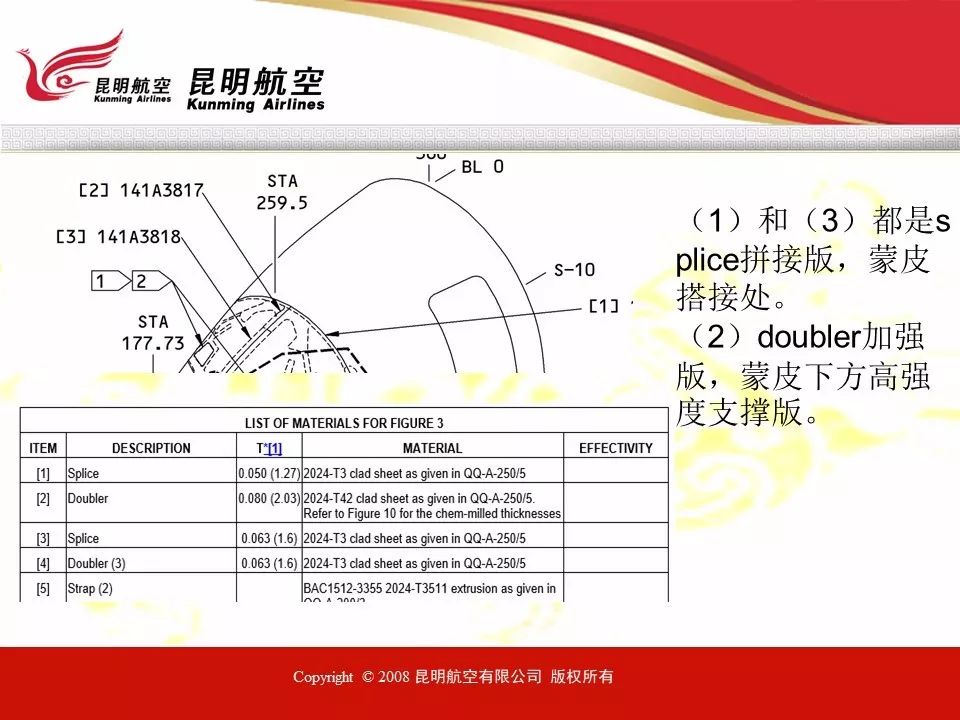 昆明航空 昆明航空
Kunming Airlines Kunming Airlines
BL 0
[2] 141A3817
STA
259.5
[3] 141A3818
S-10
1 2
[1]
STA
177.73
（1）和（3）都是s
plice拼接版，蒙皮
搭接处。
（2）doubler加强
版，蒙皮下方高强
度支撑版。
LIST OF MATERIALS FOR FIGURE 3
ITEM DESCRIPTION T*[1] MATERIAL EFFECTIVITY
[1] Splice 0.050 (1.27) 2024-T3 clad sheet as given in QQ-A-250/5
[2] Doubler 0.080 (2.03) 2024-T42 clad sheet as given in QQ-A-250/5.
Refer to Figure 10 for the chem-milled thicknesses
[3] Splice 0.063 (1.6) 2024-T3 clad sheet as given in QQ-A-250/5
[4] Doubler (3) 0.063 (1.6) 2024-T3 clad sheet as given in QQ-A-250/5
[5] Strap (2) BAC1512-3355 2024-T3511 extrusion as given in
Copyright © 2008 昆明航空有限公司 版权所有